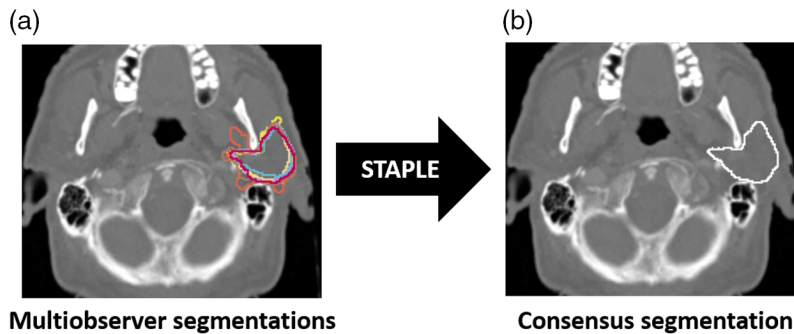 (a)
(b)
STAPLE
Multiobserver segmentations
Consensus segmentation